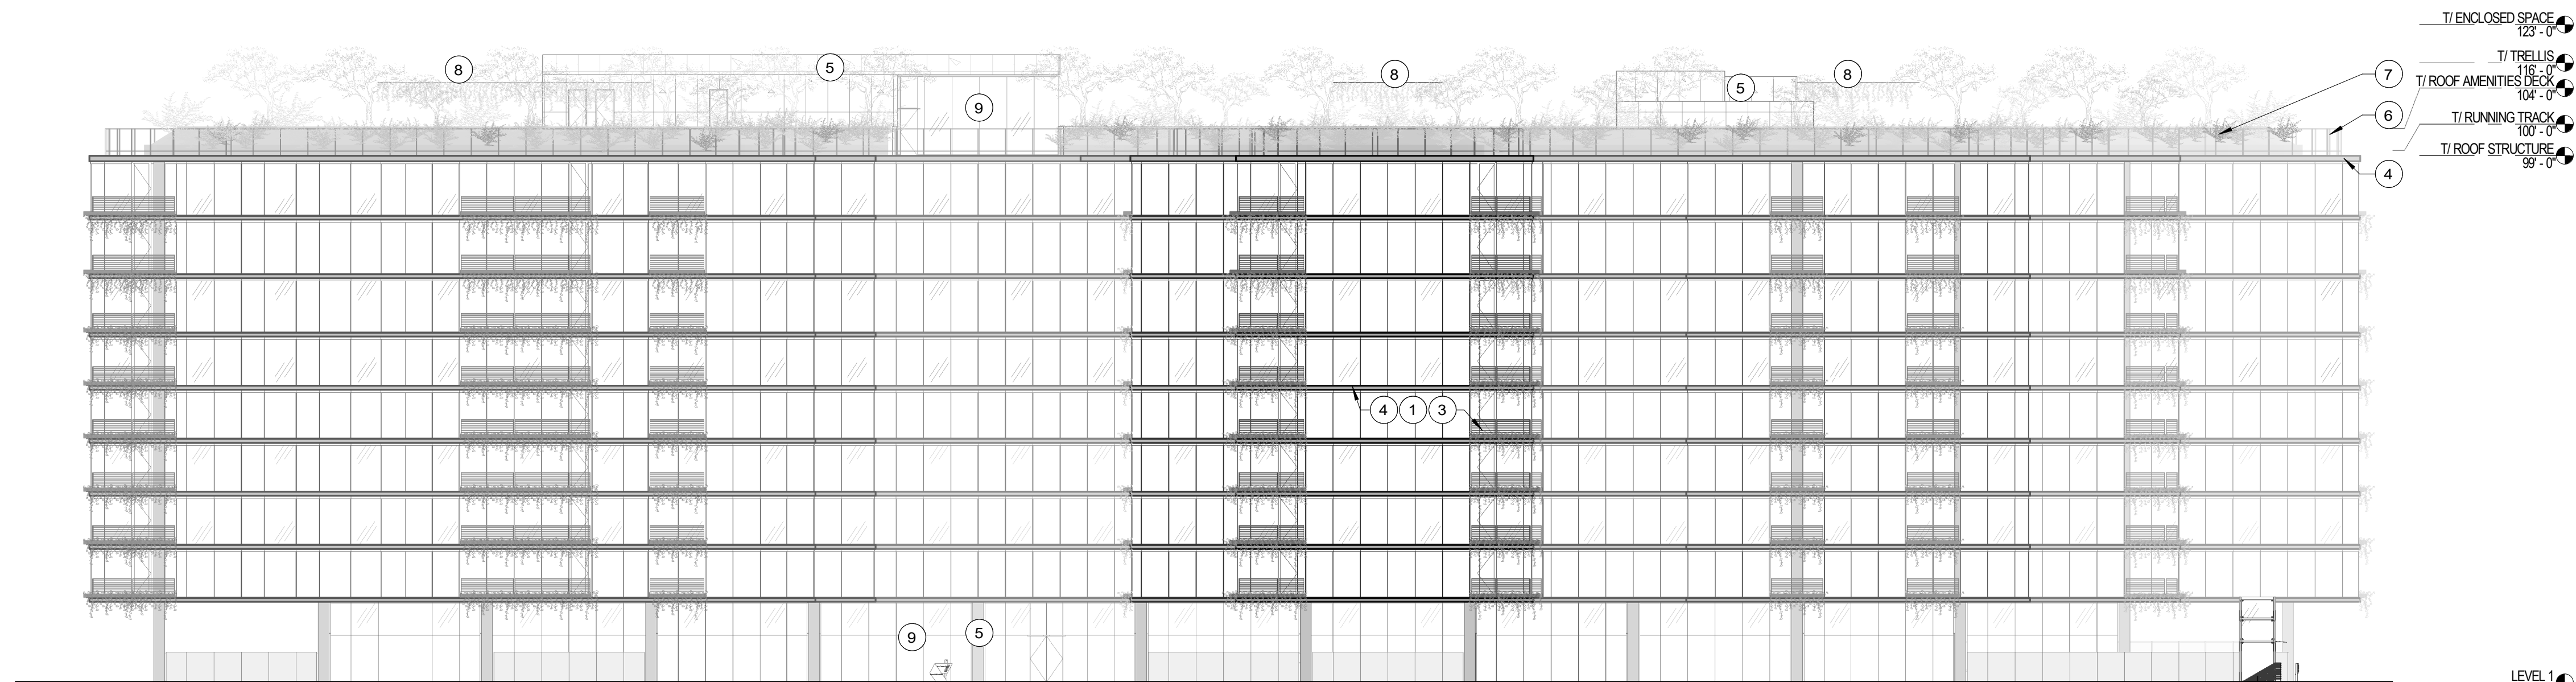 T/ ENCLOSED SPACE
123' - 0"
8
5
8
5
8
7
T/ TRELLIS
116' - 0"
T/ ROOF AMENITIES DECK
104' - 0"
9
6
T/ RUNNING TRACK
100' - 0"
T/ ROOF STRUCTURE
99' - 0"
4
4 1 3
9
5
LEVEL 1